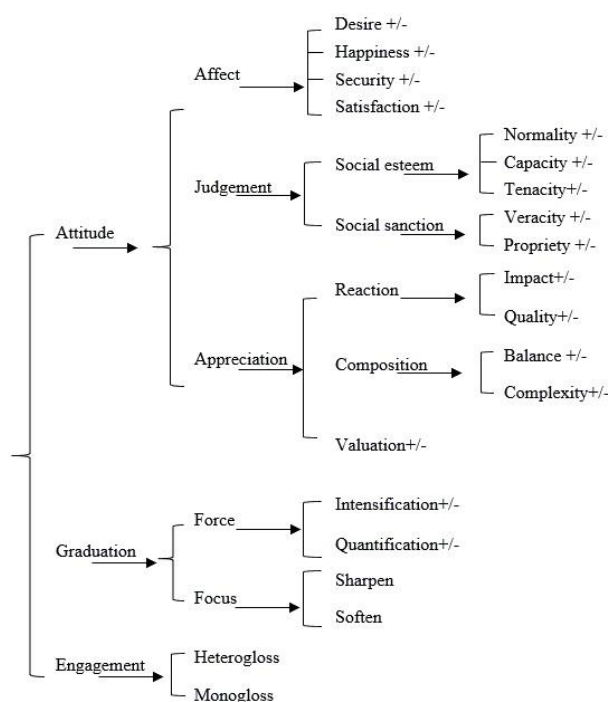 Desire +/-
Happiness +/-
Affect
Security +/-
Satisfaction +/-
Normality +/-
Social esteem
Capacity +/-
Judgement
Tenacity+/-
Social sanction
Veracity +/-
Attitude
Propriety +/-
Impact+/-
Reaction
Quality+/-
Appreciation
Composition
Balance +/-
Complexity+/-
Valuation+/-
Intensification+/-
Force
Quantification+/-
Graduation
Sharpen
Focus
Soften
Heterogloss
Engagement
Monogloss